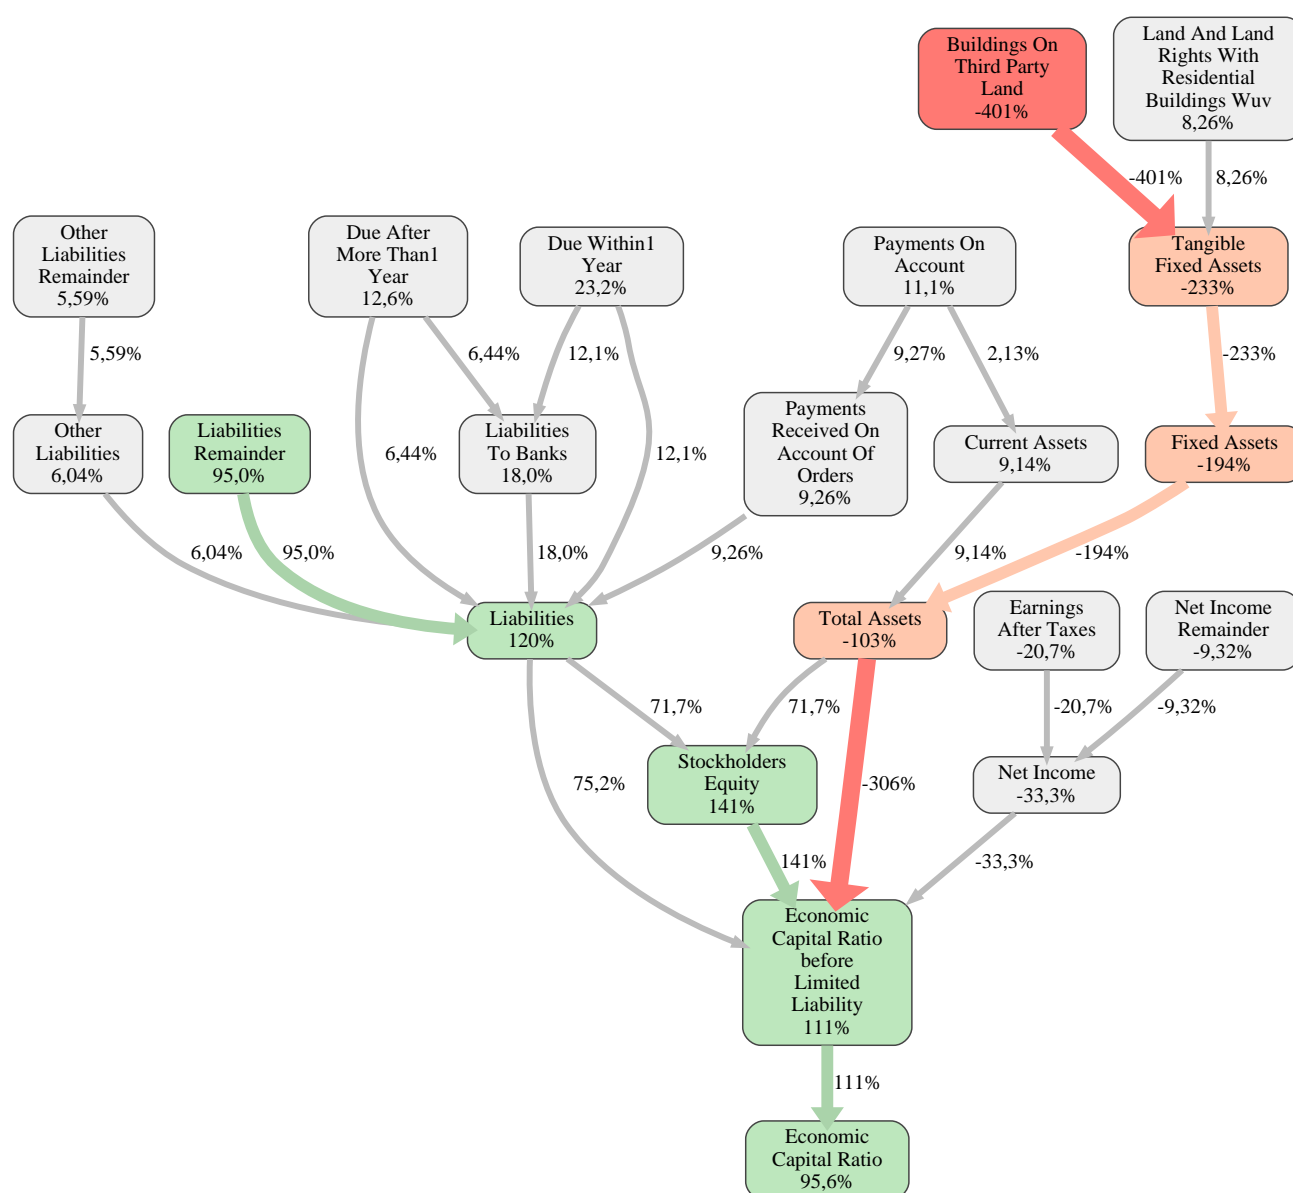 Buildings On
Third Party
Land
-401%
Land And Land
Rights With
Residential
Buildings Wuv
8,26%
-401%
8,26%
Other
Liabilities
Remainder
5,59%
Due After
More Than1
Year
12,6%
Due Within1
Year
23,2%
Payments On
Account
11,1%
Tangible
Fixed Assets
-233%
5,59%
6,44%
12,1%
9,27%
2,13%
-233%
Other
Liabilities
6,04%
Liabilities
Remainder
95,0%
6,44%
Liabilities
To Banks
18,0%
12,1%
Payments
Received On
Account Of
Orders
9,26%
Current Assets
9,14%
Fixed Assets
-194%
6,04%
95,0%
18,0%
9,26%
9,14%
-194%
Liabilities
120%
Total Assets
-103%
Earnings
After Taxes
-20,7%
Net Income
Remainder
-9,32%
71,7%
71,7%
-20,7%
-9,32%
75,2%
Stockholders
Equity
141%
-306%
Net Income
-33,3%
141%
-33,3%
Economic
Capital Ratio
before
Limited
Liability
111%
111%
Economic
Capital Ratio
95,6%